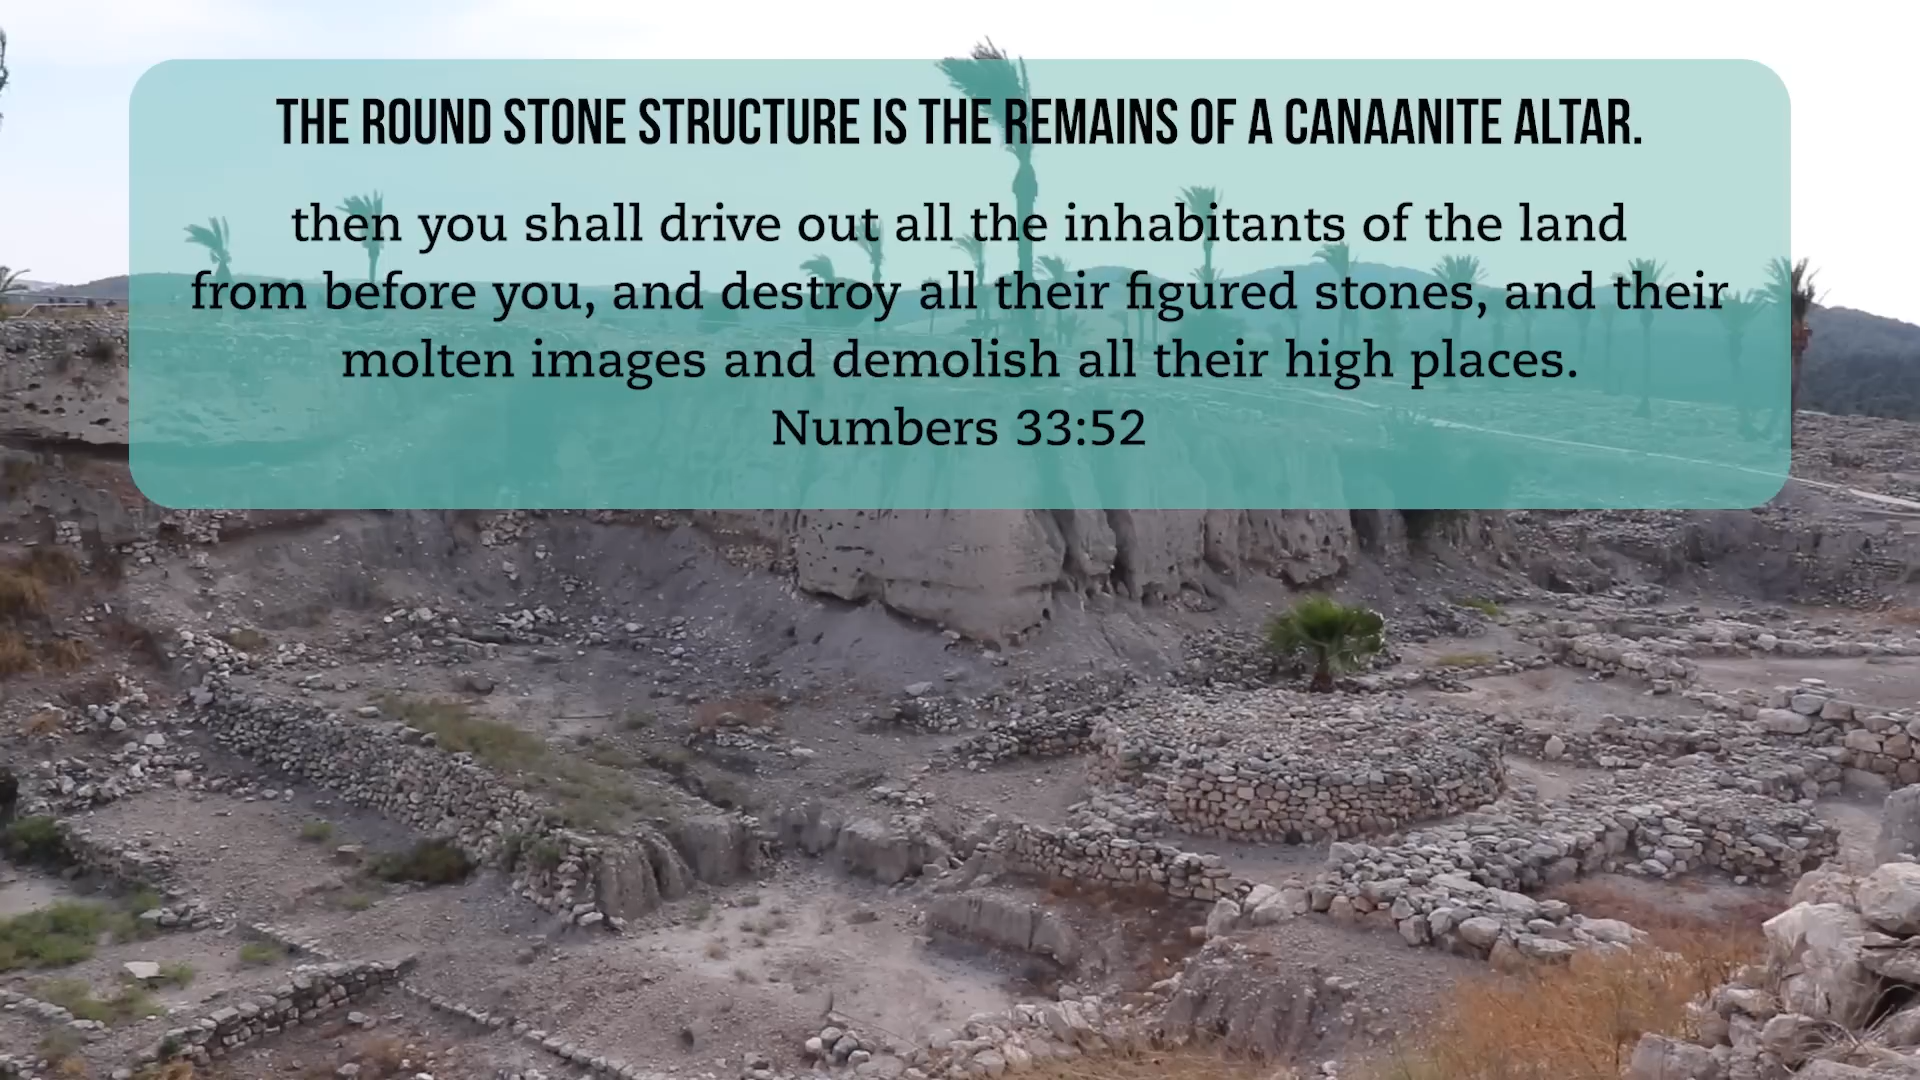 THE ROUND STONE STRUCTURE IS THE REMAINS OF A CANAANITE ALTAR.
then you shall drive out all the inhabitants of the land
from before you, and destroy all their figured stones, and their
molten images and demolish all their high places.
Numbers 33:52